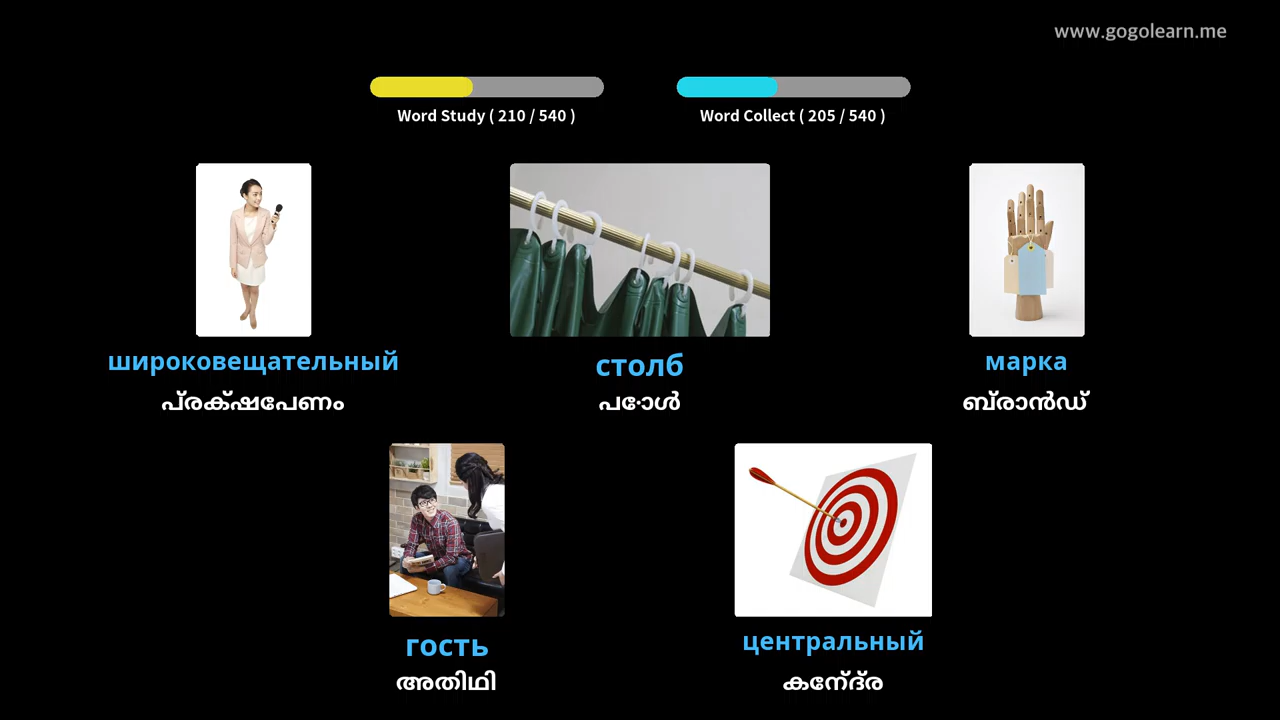 www.gogolearn.me
Word Study ( 210 / 540 )
Word Collect ( 205 / 540 )
широковещательный
столб
марка
പ്രക്ഷപേണം
പോൾ
ബ്രാൻഡ്
гость
центральный
അതിഥി
കേന്ദ്ര